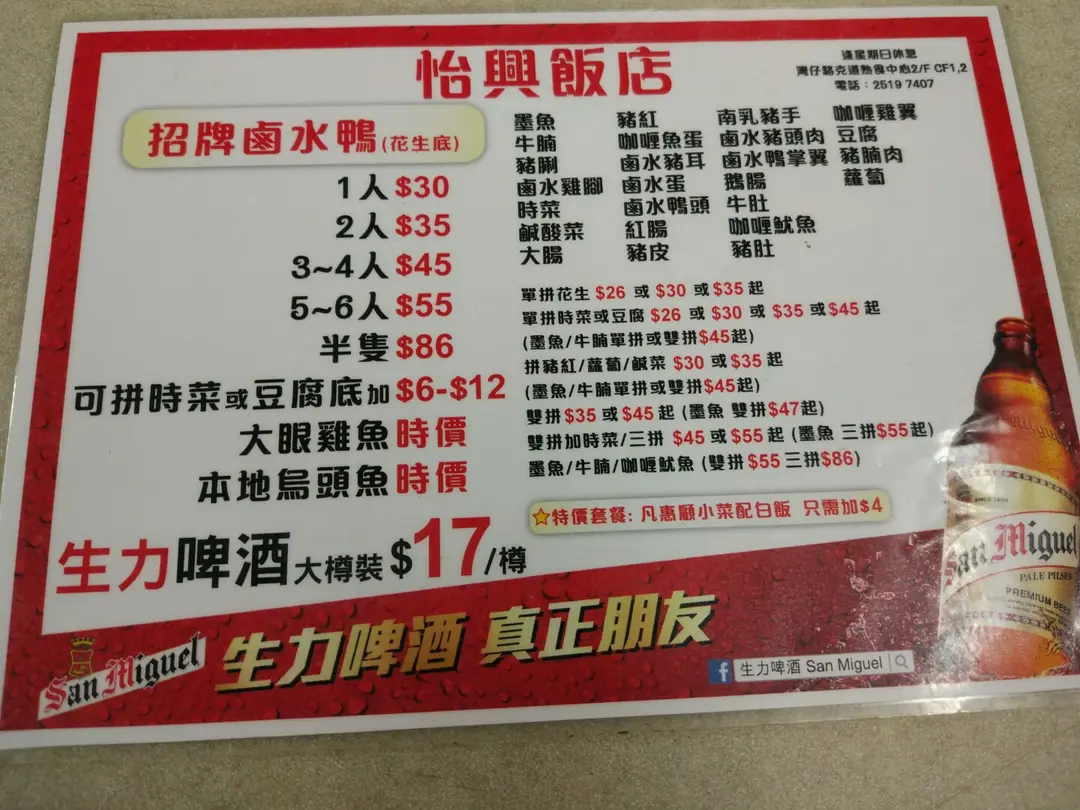 怡興飯店
逢星期日休息
灣仔駱克道熟食中心2/F CF1,2
電話：2519 7407
招牌鹵水鴨(花生底)
1人$30
2人$35
3~4人$45
5~6人$55
半隻$86
可拼時菜或豆腐底加$6-$12
大眼雞魚時價
本地烏頭魚時價
生力啤酒大樽裝$17/樽
墨魚 豬紅 南乳豬手 咖喱雞翼
牛腩 咖喱魚蛋 鹵水豬頭肉 豆腐
豬脷 鹵水豬耳 鹵水鴨掌翼 豬腩肉
鹵水雞腳 鹵水蛋 鵝腸 蘿蔔
時菜 鹵水鴨頭 牛肚
鹹酸菜 紅腸 咖喱魷魚
大腸 豬皮 豬肚
單拼花生 $26 或 $30 或 $35 起
單拼時菜或豆腐 $26 或 $30 或 $35 或$45 起
(墨魚/牛腩單拼或雙拼$45起)
拼豬紅/蘿蔔/鹹菜 $30 或$35 起
(墨魚/牛腩單拼或雙拼$45起)
雙拼$35 或$45 起 (墨魚 雙拼$47起)
雙拼加時菜/三拼 $45 或$55 起 (墨魚 三拼$55起)
墨魚/牛腩/咖喱魷魚 (雙拼 $55 三拼$86)
特價套餐: 凡惠顧小菜配白飯 只需加$4
San Miguel
生力啤酒 真正朋友
生力啤酒 San Miguel
SINCE 1890
San Miguel
PALE PILSEN
PREMIUM BEER